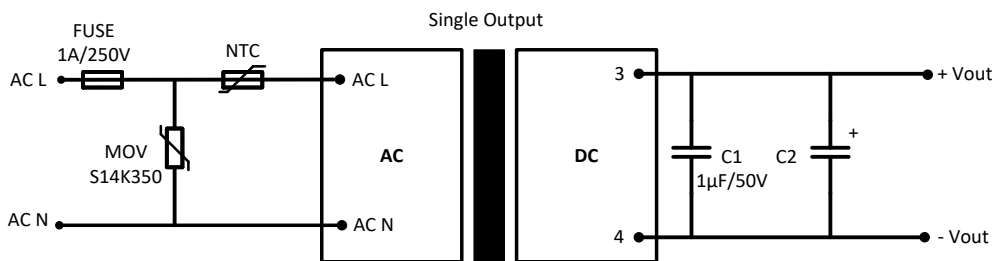 Single Output
FUSE
1A/250V
NTC
AC L
AC L
3
+ Vout
MOV
S14K350
AC
DC
C1
1µF/50V
C2
+
AC N
AC N
4
- Vout